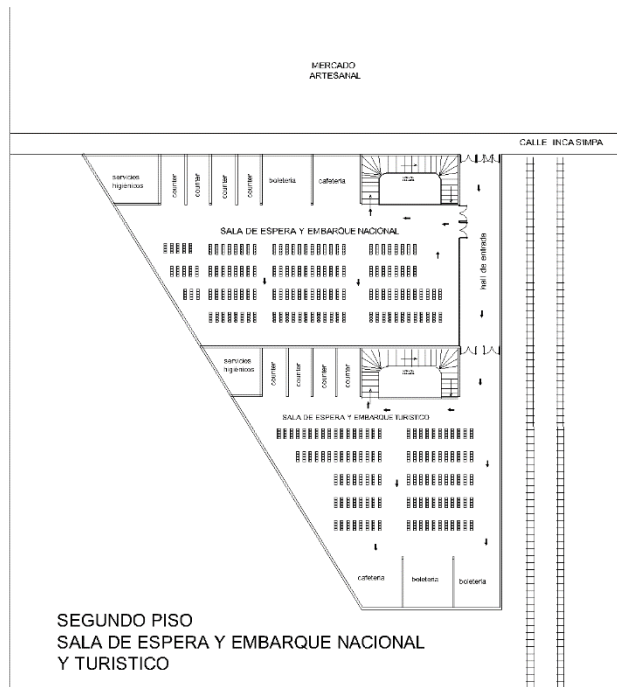 MERCADO
ARTESANAL
CALLE INCA SIMPA
servicios
higienicos
counter
counter
counter
counter
boleteria
cafeteria
SALA DE ESPERA Y EMBARQUE NACIONAL
hall de entrada
servicios
higienicos
counter
counter
counter
counter
SALA DE ESPERA Y EMBARQUE TURISTICO
cafeteria
boleteria
boleteria
SEGUNDO PISO
SALA DE ESPERA Y EMBARQUE NACIONAL
Y TURISTICO